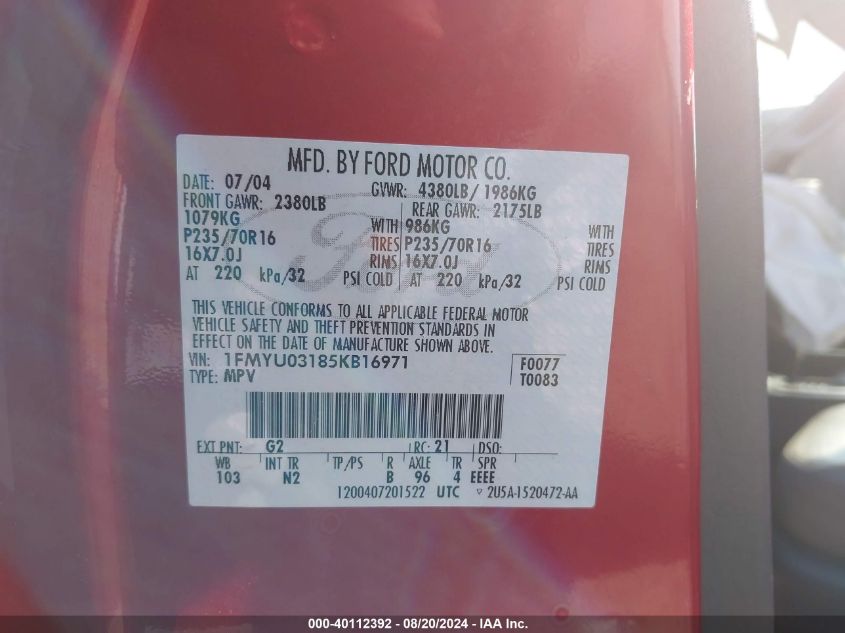 MFD. BY FORD MOTOR CO.
DATE: 07/04 GVWR: 4380LB/ 1986KG
FRONT GAWR: 2380LB REAR GAWR: 2175LB
1079KG WITH 986KG WITH
P235/70R16 TIRES P235/70R16 TIRES
16X7.0J RIMS 16X7.0J RIMS
AT 220 kPa/32 PSI COLD AT 220 kPa/32 PSI COLD
Ford
THIS VEHICLE CONFORMS TO ALL APPLICABLE FEDERAL MOTOR
VEHICLE SAFETY AND THEFT PREVENTION STANDARDS IN
EFFECT ON THE DATE OF MANUFACTURE SHOWN ABOVE.
VIN: 1FMYU03185KB16971 F0077
TYPE: MPV T0083
EXT PNT: G2 RC: 21 DSO:
WB INT TR TP/PS R AXLE TR SPR
103 N2 B 96 4 EEEE
1200407201522 UTC ▽ 2U5A-1520472-AA
000-40112392 - 08/20/2024 - IAA Inc.